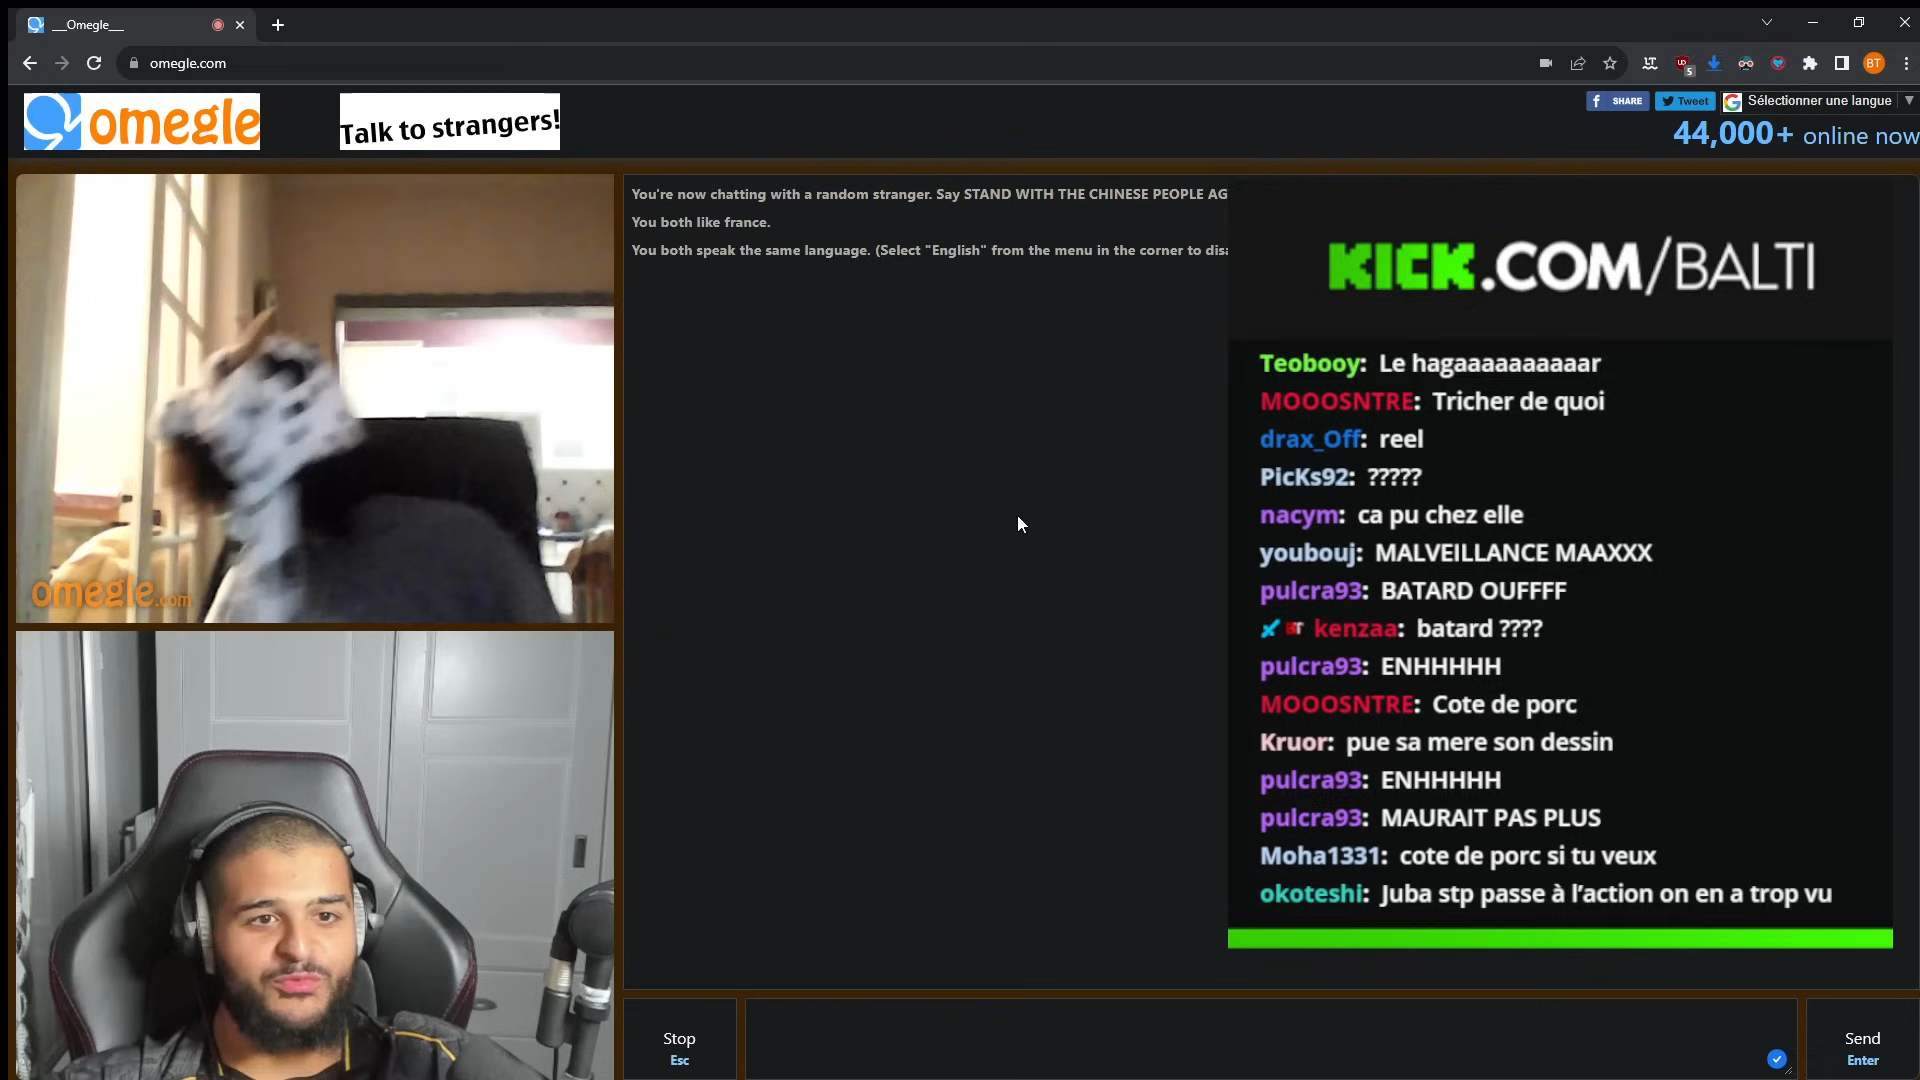 __Omegle__
omegle.com
omegle
Talk to strangers!
SHARE
Tweet
Sélectionner une langue
44,000+ online now
You're now chatting with a random stranger. Say STAND WITH THE CHINESE PEOPLE AG
You both like france.
You both speak the same language. (Select "English" from the menu in the corner to disa
omegle.com
KICK.COM/BALTI
Teobooy: Le hagaaaaaaaaaar
MOOOSNTRE: Tricher de quoi
drax_Off: reel
PicKs92: ?????
nacym: ca pu chez elle
youbouj: MALVEILLANCE MAAXXX
pulcra93: BATARD OUFFFF
kenzaa: batard ????
pulcra93: ENHHHHH
MOOOSNTRE: Cote de porc
Kruor: pue sa mere son dessin
pulcra93: ENHHHHH
pulcra93: MAURAIT PAS PLUS
Moha1331: cote de porc si tu veux
okoteshi: Juba stp passe à l'action on en a trop vu
Stop
Esc
Send
Enter
BT
5